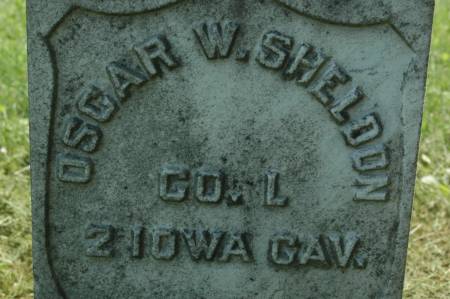 OSCAR W. SHELDON
CO. L
2 IOWA CAV.